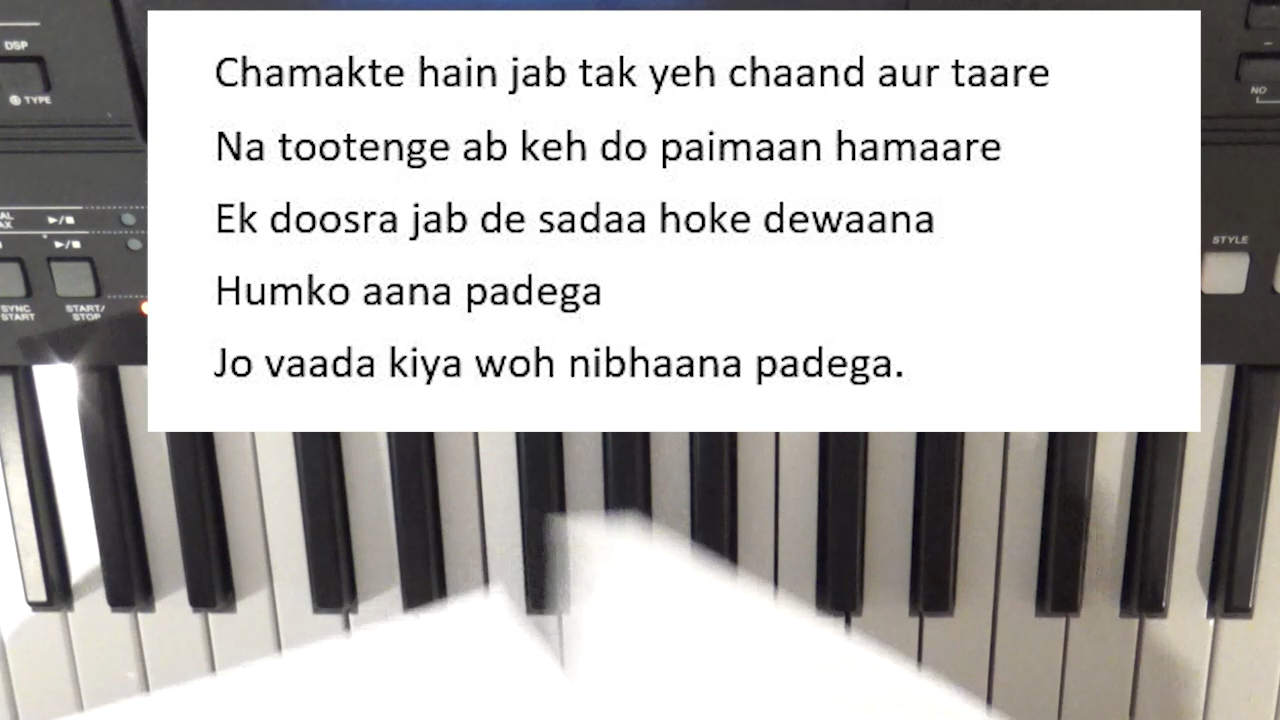 DSP
TYPE
Chamakte hain jab tak yeh chaand aur taare
Na tootenge ab keh do paimaan hamaare
Ek doosra jab de sadaa hoke dewaana
Humko aana padega
Jo vaada kiya woh nibhaana padega.
SYNC
START
START/
STOP
NO
STYLE